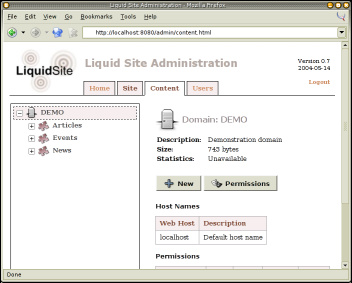 Liquid Site Administration - Mozilla Firefox
File Edit View Go Bookmarks Tools Help
http://localhost:8080/admin/content.html
LiquidSite
Liquid Site Administration
Version 0.7
2004-05-14
Logout
Home Site Content Users
DEMO
Articles
Events
News
Domain: DEMO
Description: Demonstration domain
Size: 743 bytes
Statistics: Unavailable
New Permissions
Host Names
Web Host Description
localhost Default host name
Permissions
Done